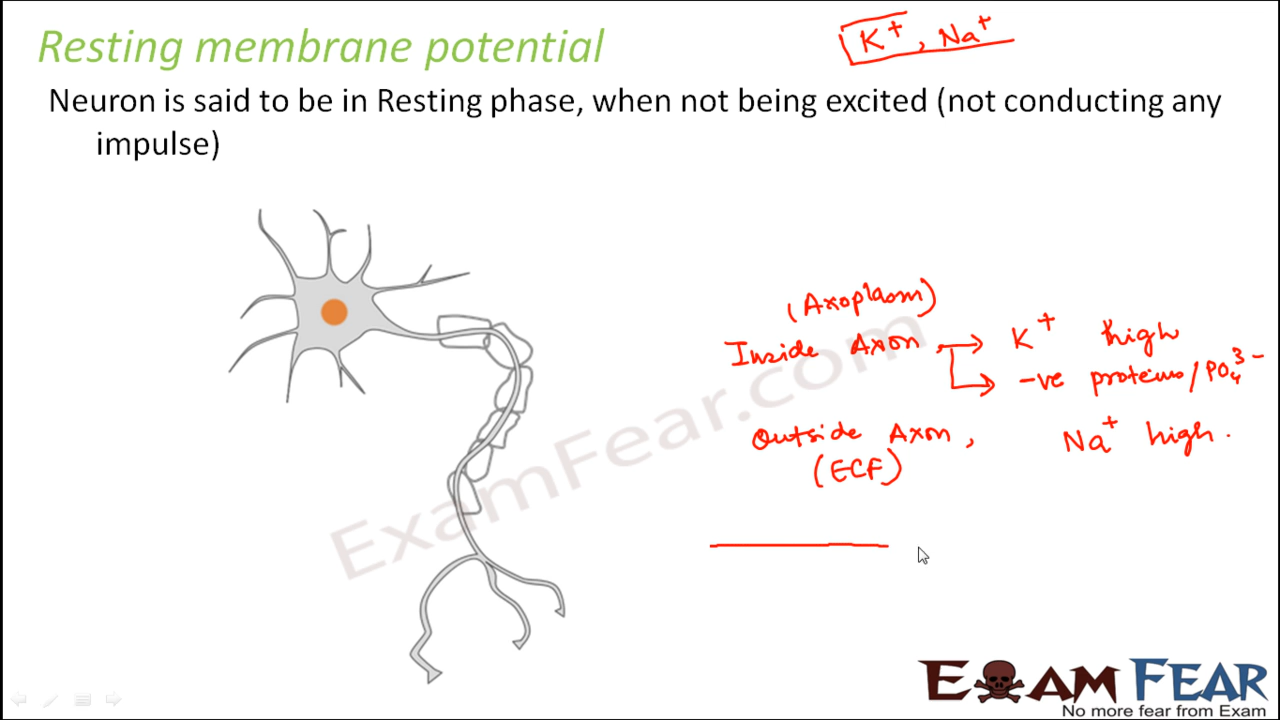 Resting membrane potential
K⁺, Na⁺
Neuron is said to be in Resting phase, when not being excited (not conducting any
impulse)
(Axoplasm)
Inside Axon → K⁺ high
→ -ve proteins/PO₄³⁻
Outside Axon, Na⁺ high.
(ECF)
ExamFear.com
EXAM FEAR
No more fear from Exam